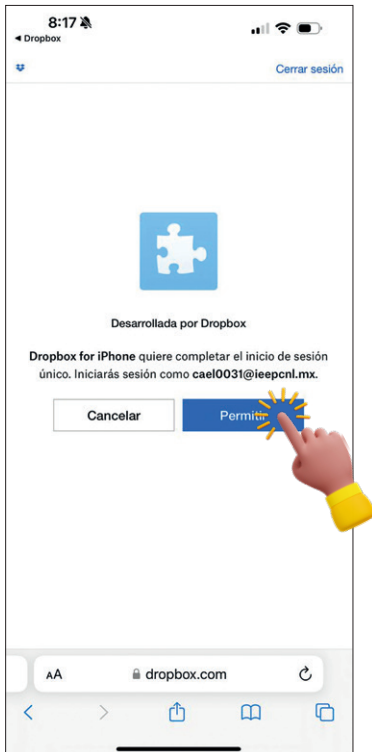 8:17
◀ Dropbox
Cerrar sesión
Desarrollada por Dropbox
Dropbox for iPhone quiere completar el inicio de sesión
único. Iniciarás sesión como cael0031@ieepcnl.mx.
Cancelar
Permitir
AA
dropbox.com